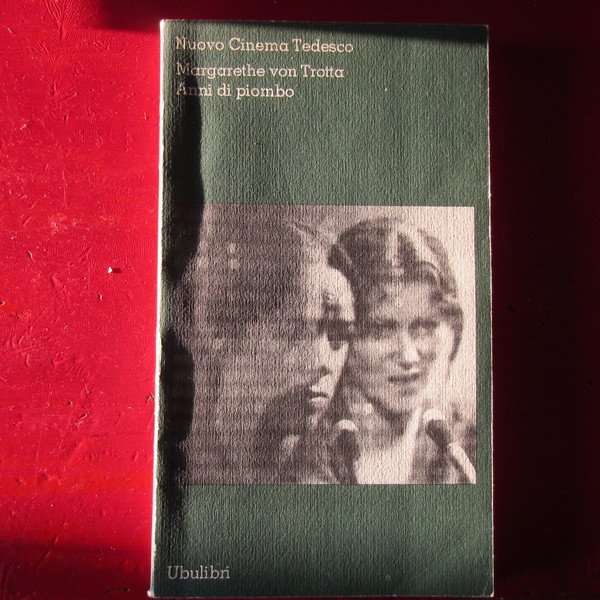 Nuovo Cinema Tedesco
Margarethe von Trotta
Anni di piombo
Ubulibri